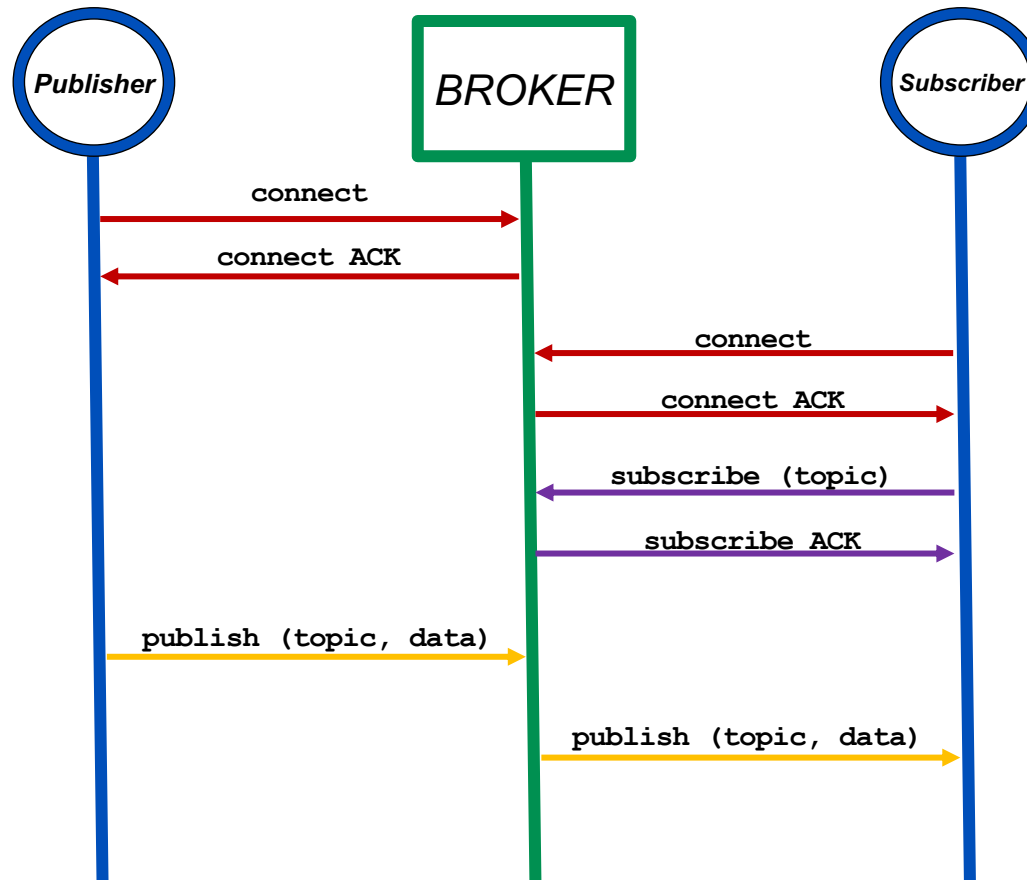 Publisher
BROKER
Subscriber
connect
connect ACK
connect
connect ACK
subscribe (topic)
subscribe ACK
publish (topic, data)
publish (topic, data)